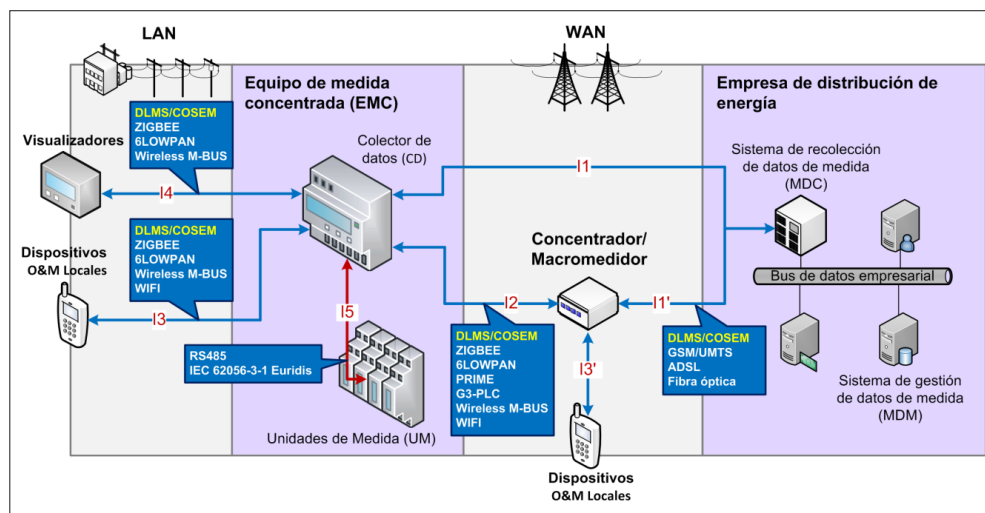 LAN
WAN
Equipo de medida
concentrada (EMC)
Empresa de distribución de
energía
DLMS/COSEM
ZIGBEE
6LOWPAN
Wireless M-BUS
Visualizadores
Colector de
datos (CD)
Sistema de recolección
de datos de medida
(MDC)
I1
I4
DLMS/COSEM
ZIGBEE
6LOWPAN
Wireless M-BUS
WIFI
Dispositivos
O&M Locales
Concentrador/
Macromedidor
Bus de datos empresarial
I3
I5
I2
I1'
RS485
IEC 62056-3-1 Euridis
DLMS/COSEM
ZIGBEE
6LOWPAN
PRIME
G3-PLC
Wireless M-BUS
WIFI
DLMS/COSEM
GSM/UMTS
ADSL
Fibra óptica
I3'
Sistema de gestión
de datos de medida
(MDM)
Unidades de Medida (UM)
Dispositivos
O&M Locales